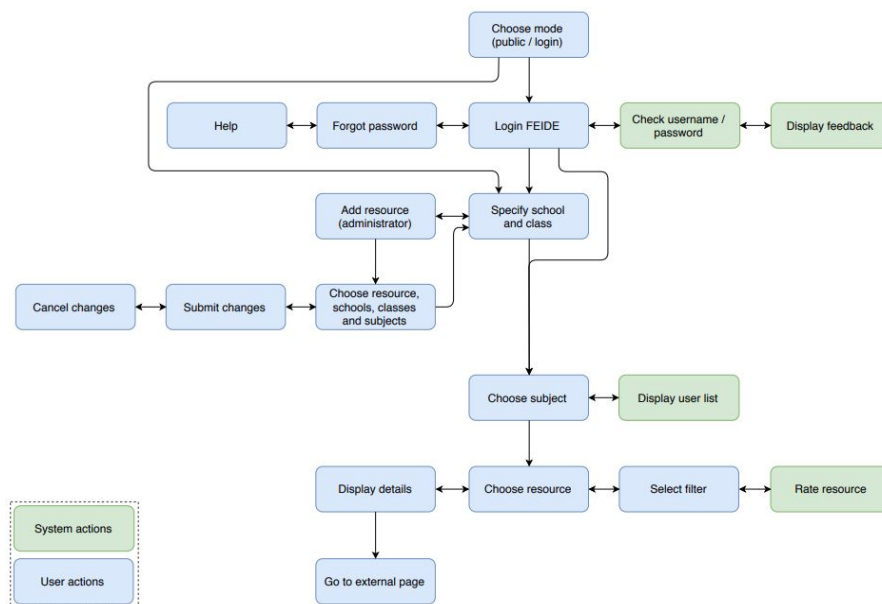 Choose mode
(public / login)
Help
Forgot password
Login FEIDE
Check username /
password
Display feedback
Add resource
(administrator)
Specify school
and class
Cancel changes
Submit changes
Choose resource,
schools, classes
and subjects
Choose subject
Display user list
Display details
Choose resource
Select filter
Rate resource
System actions
User actions
Go to external page